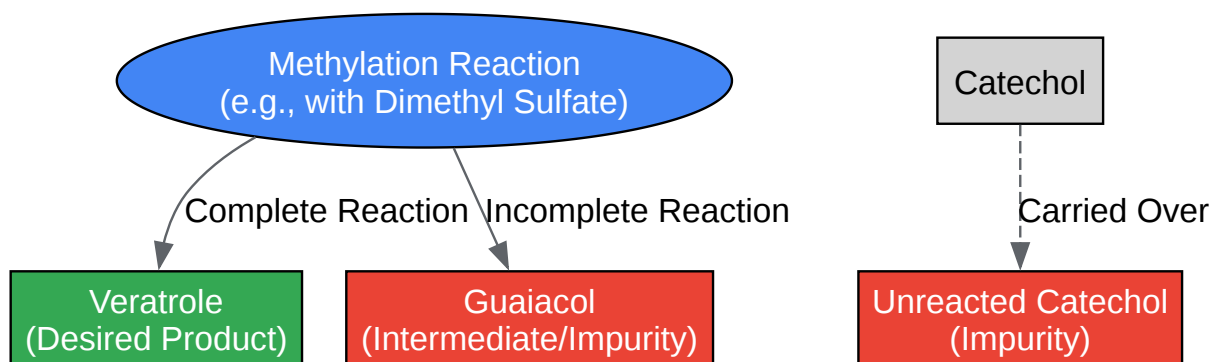 Methylation Reaction
(e.g., with Dimethyl Sulfate)
Catechol
Complete Reaction
Incomplete Reaction
Carried Over
Veratrole
(Desired Product)
Guaiacol
(Intermediate/Impurity)
Unreacted Catechol
(Impurity)